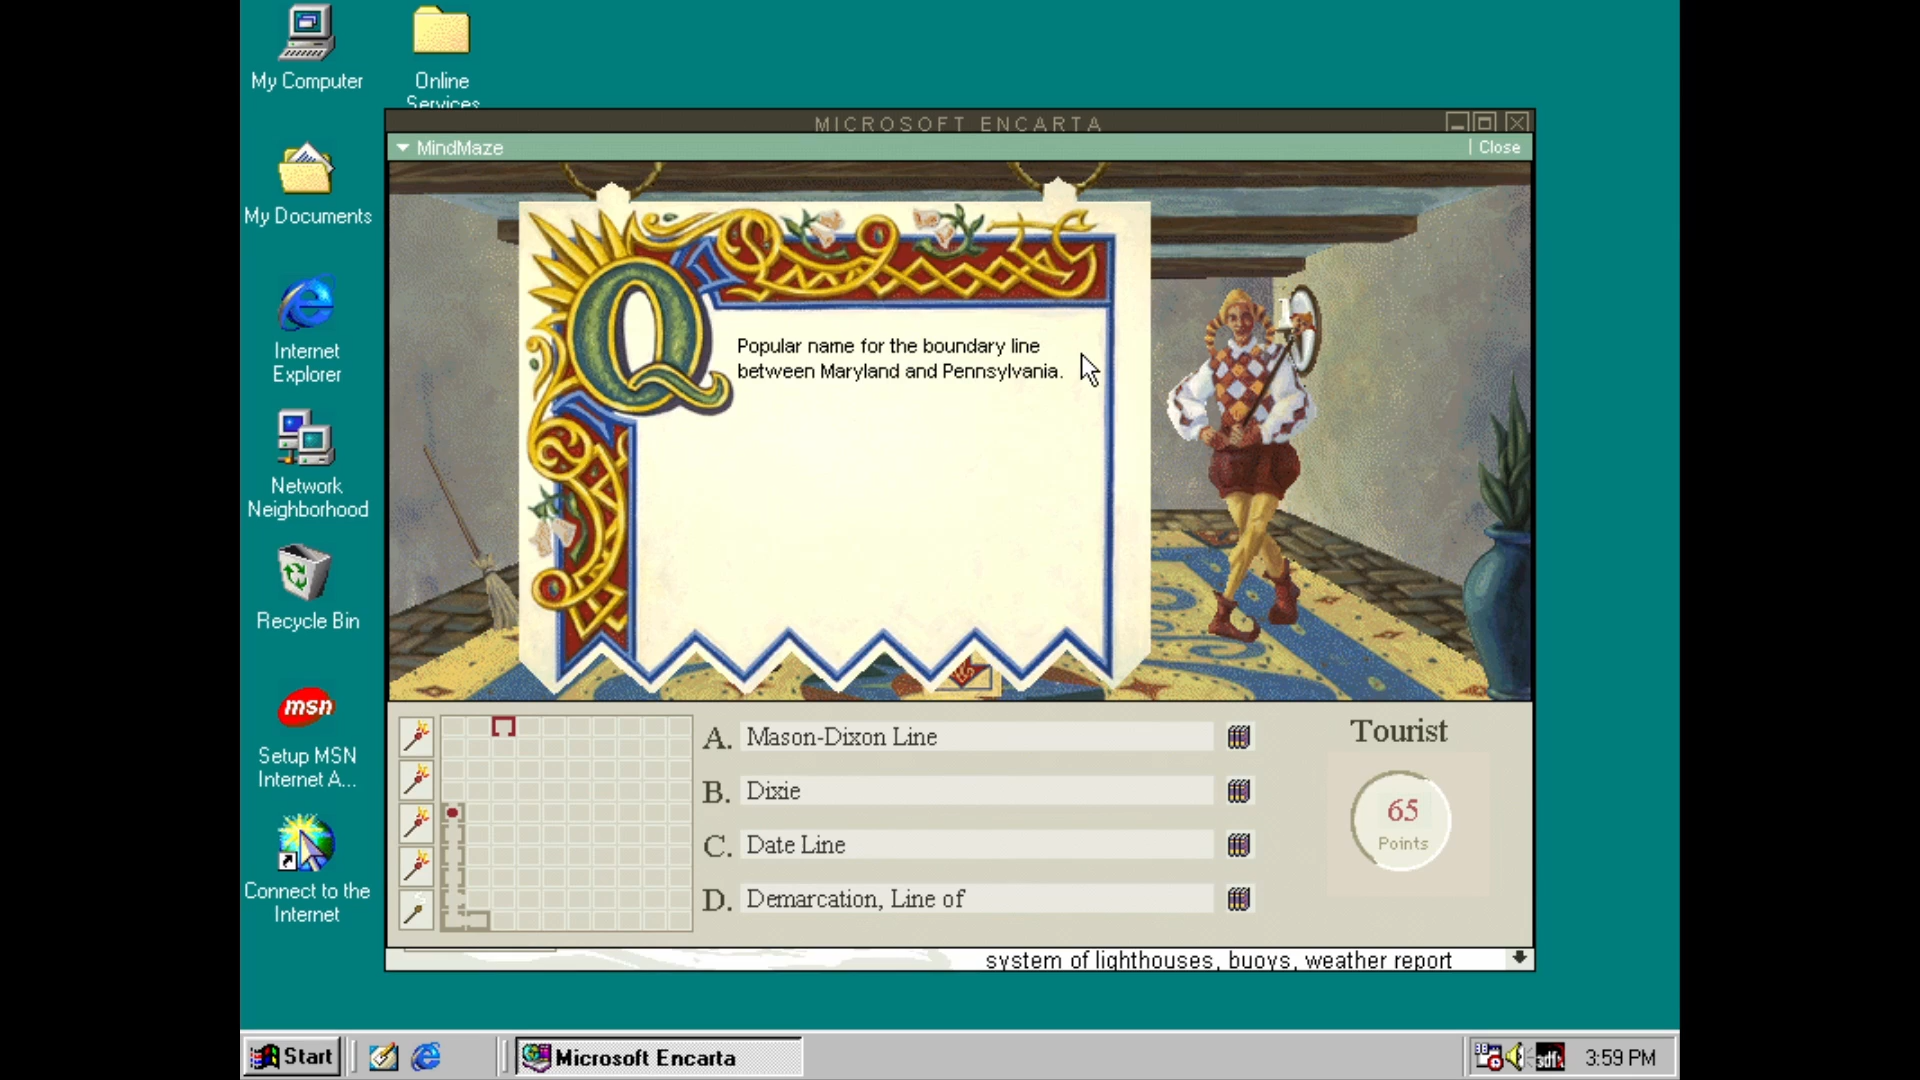 My Computer
Online
Services
My Documents
Internet
Explorer
Network
Neighborhood
Recycle Bin
msn
Setup MSN
Internet A...
Connect to the
Internet
MICROSOFT ENCARTA
MindMaze
Close
Q
Popular name for the boundary line
between Maryland and Pennsylvania.
A. Mason-Dixon Line
B. Dixie
C. Date Line
D. Demarcation, Line of
Tourist
65
Points
system of lighthouses, buoys, weather report
Start
Microsoft Encarta
3:59 PM